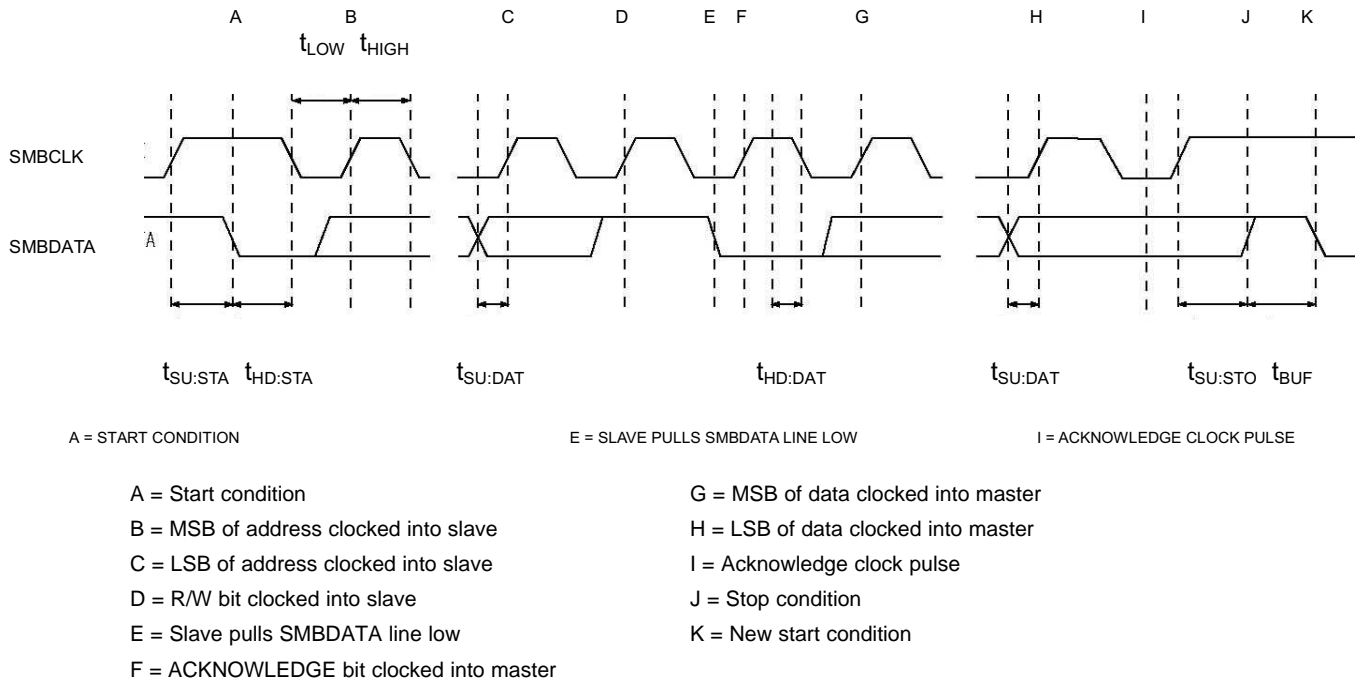 A B C D E F G H I J K
tLOW tHIGH
SMBCLK
SMBDATA
A
tSU:STA tHD:STA tSU:DAT tHD:DAT tSU:DAT tSU:STO tBUF
A = START CONDITION E = SLAVE PULLS SMBDATA LINE LOW I = ACKNOWLEDGE CLOCK PULSE
A = Start condition
B = MSB of address clocked into slave
C = LSB of address clocked into slave
D = R/W bit clocked into slave
E = Slave pulls SMBDATA line low
F = ACKNOWLEDGE bit clocked into master
G = MSB of data clocked into master
H = LSB of data clocked into master
I = Acknowledge clock pulse
J = Stop condition
K = New start condition